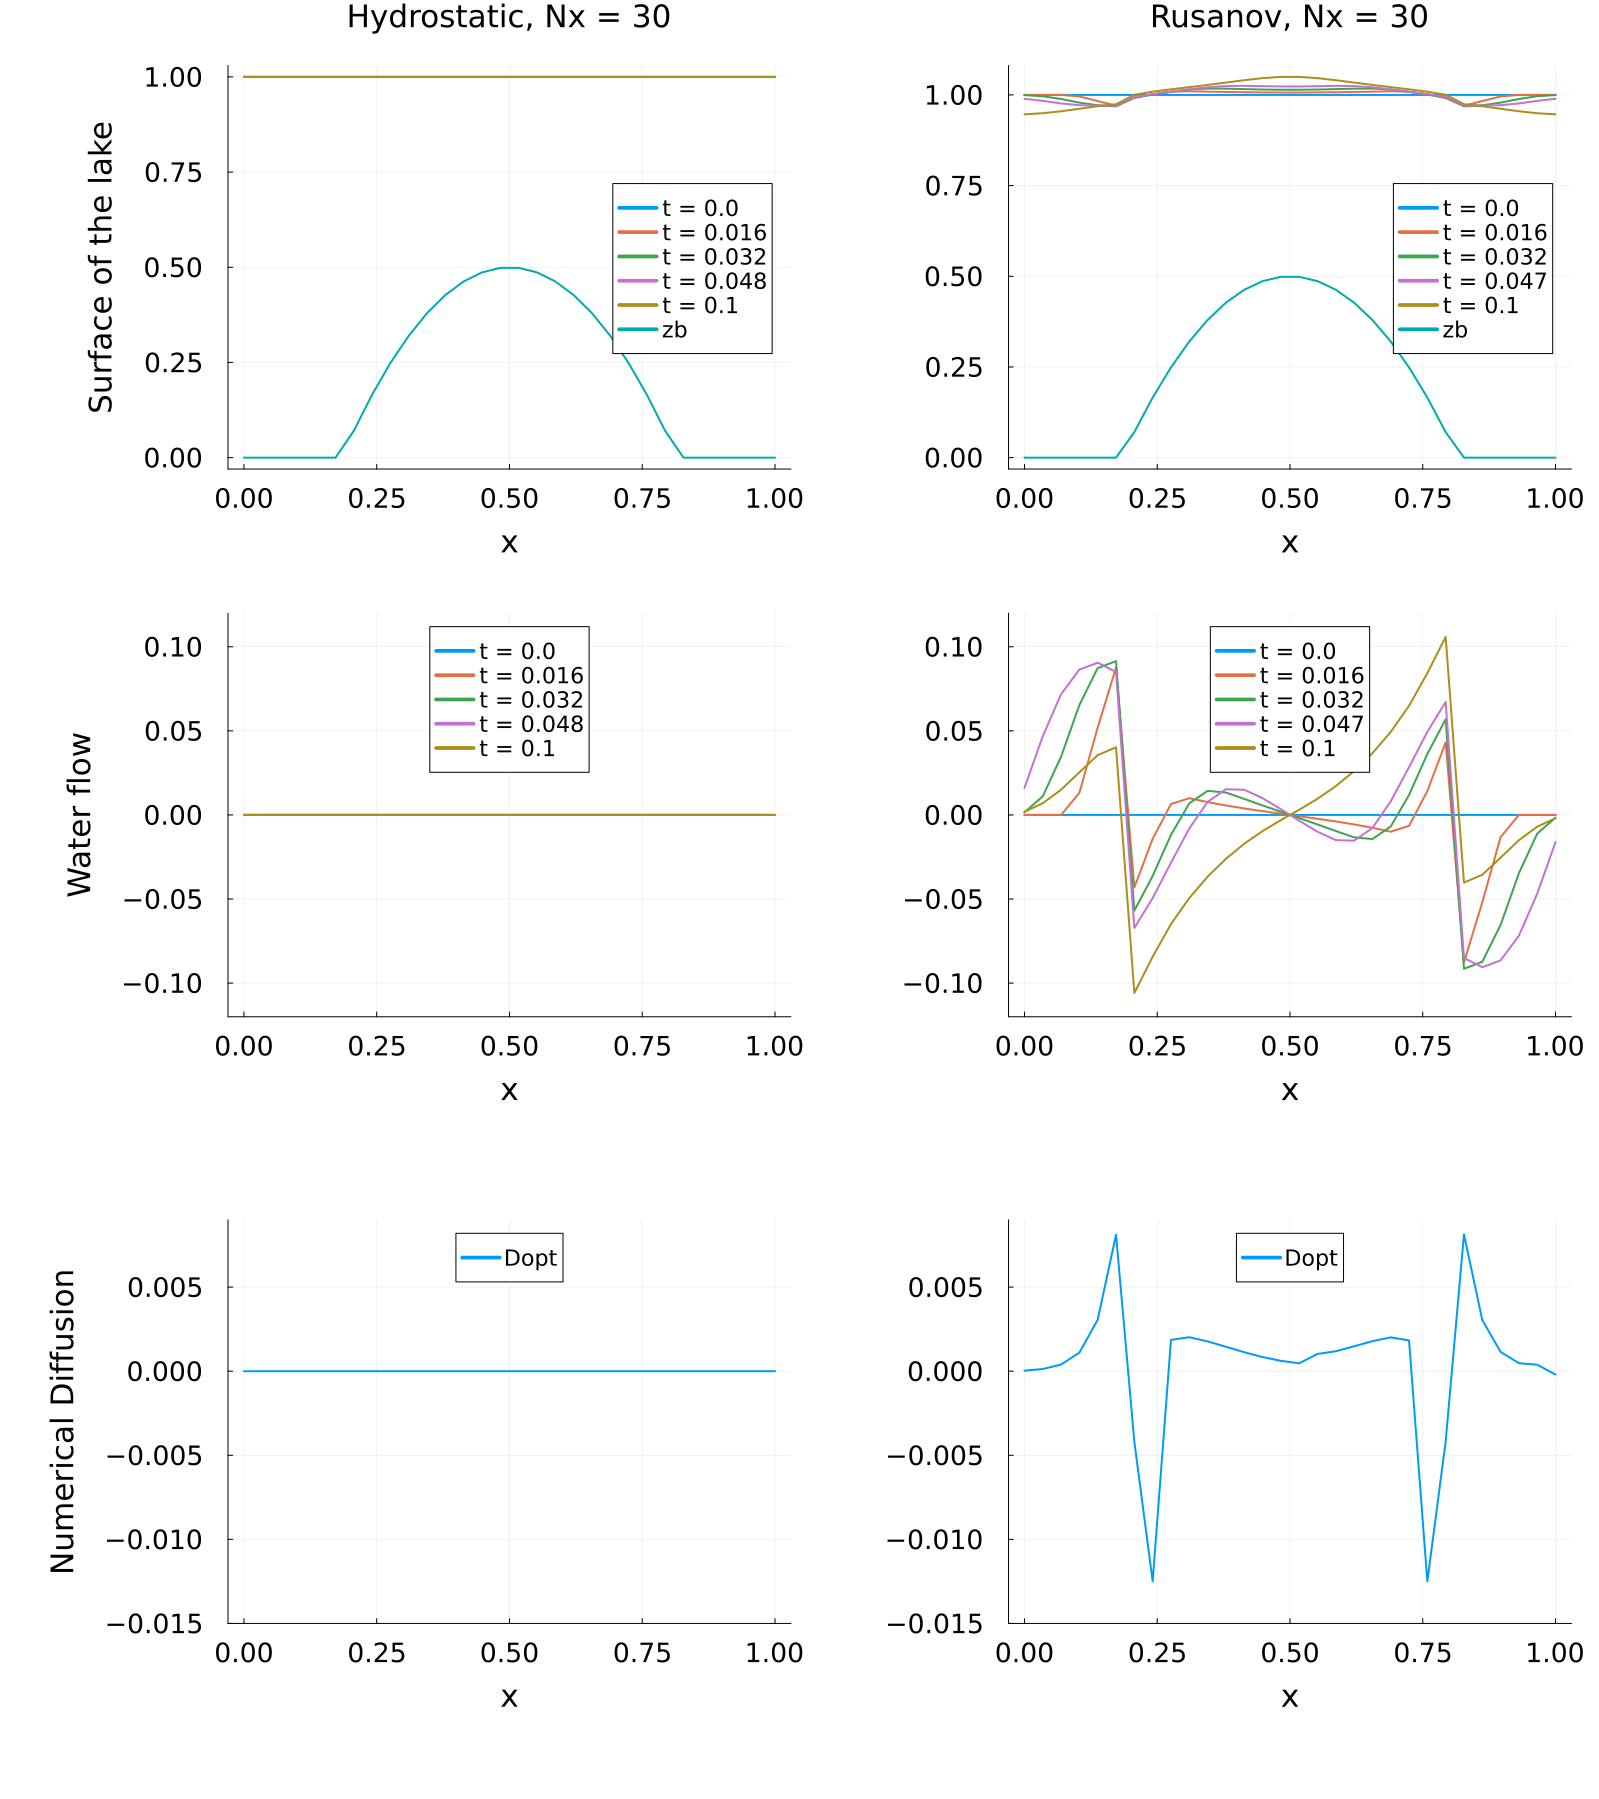 Hydrostatic, Nx = 30
Surface of the lake
1.00
0.75
0.50
0.25
0.00
t = 0.0
t = 0.016
t = 0.032
t = 0.048
t = 0.1
zb
0.00 0.25 0.50 0.75 1.00
x
Rusanov, Nx = 30
1.00
0.75
0.50
0.25
0.00
t = 0.0
t = 0.016
t = 0.032
t = 0.047
t = 0.1
zb
0.00 0.25 0.50 0.75 1.00
x
Water flow
0.10
0.05
0.00
−0.05
−0.10
t = 0.0
t = 0.016
t = 0.032
t = 0.048
t = 0.1
0.00 0.25 0.50 0.75 1.00
x
0.10
0.05
0.00
−0.05
−0.10
t = 0.0
t = 0.016
t = 0.032
t = 0.047
t = 0.1
0.00 0.25 0.50 0.75 1.00
x
Numerical Diffusion
0.005
0.000
−0.005
−0.010
−0.015
Dopt
0.00 0.25 0.50 0.75 1.00
x
0.005
0.000
−0.005
−0.010
−0.015
Dopt
0.00 0.25 0.50 0.75 1.00
x